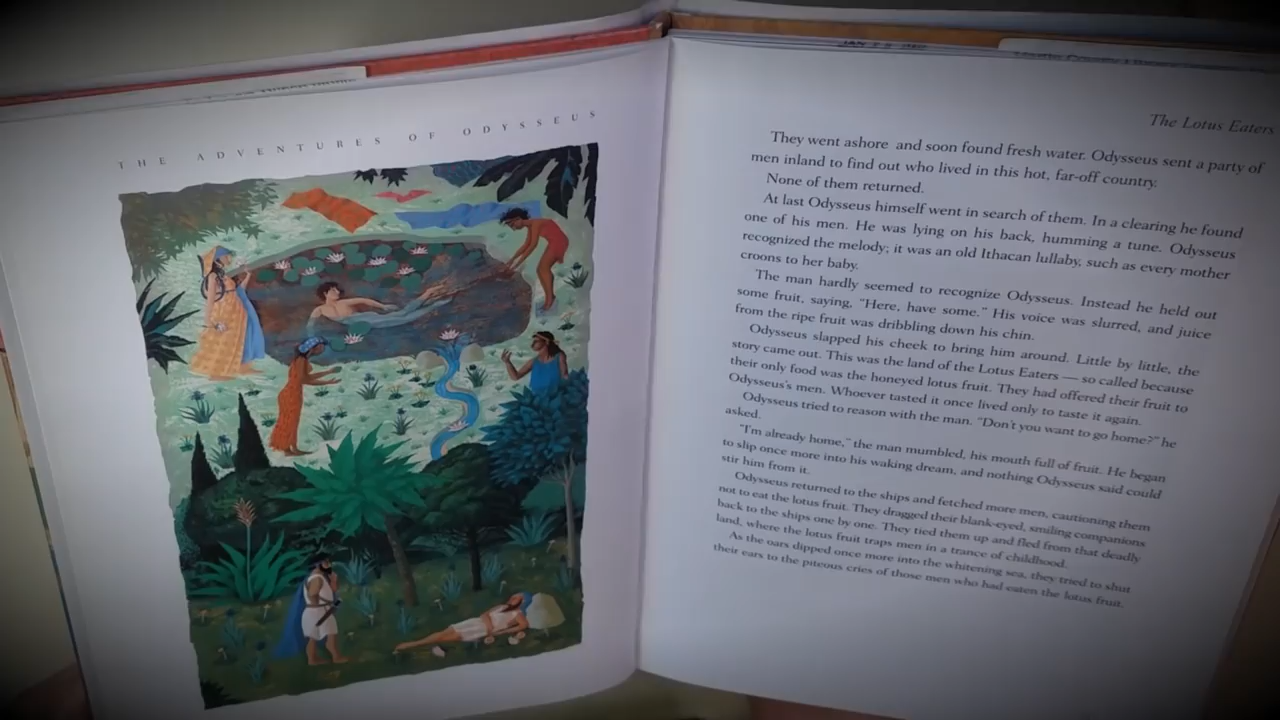 THE ADVENTURES OF ODYSSEUS
The Lotus Eaters
They went ashore and soon found fresh water. Odysseus sent a party of
men inland to find out who lived in this hot, far-off country.
None of them returned.
At last Odysseus himself went in search of them. In a clearing he found
one of his men. He was lying on his back, humming a tune. Odysseus
recognized the melody; it was an old Ithacan lullaby, such as every mother
croons to her baby.
The man hardly seemed to recognize Odysseus. Instead he held out
some fruit, saying, "Here, have some." His voice was slurred, and juice
from the ripe fruit was dribbling down his chin.
Odysseus slapped his cheek to bring him around. Little by little, the
story came out. This was the land of the Lotus Eaters — so called because
their only food was the honeyed lotus fruit. They had offered their fruit to
Odysseus's men. Whoever tasted it once lived only to taste it again.
Odysseus tried to reason with the man. "Don't you want to go home?" he
asked.
"I'm already home," the man mumbled, his mouth full of fruit. He began
to slip once more into his waking dream, and nothing Odysseus said could
stir him from it.
Odysseus returned to the ships and fetched more men, cautioning them
not to eat the lotus fruit. They dragged their blank-eyed, smiling companions
back to the ships one by one. They tied them up and fled from that deadly
land, where the lotus fruit traps men in a trance of childhood.
As the oars dipped once more into the whitening sea, they tried to shut
their ears to the piteous cries of those men who had eaten the lotus fruit.